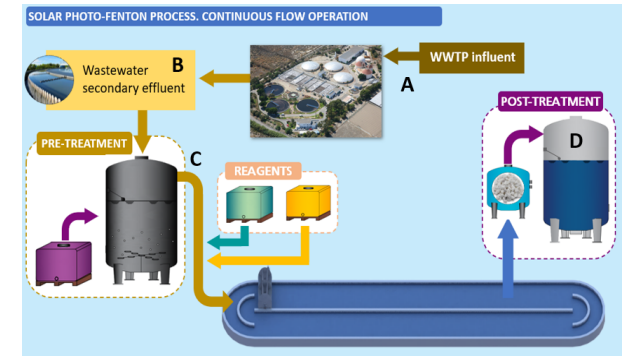 SOLAR PHOTO-FENTON PROCESS. CONTINUOUS FLOW OPERATION
WWTP influent
A
B
Wastewater
secondary effluent
PRE-TREATMENT
C
REAGENTS
POST-TREATMENT
D